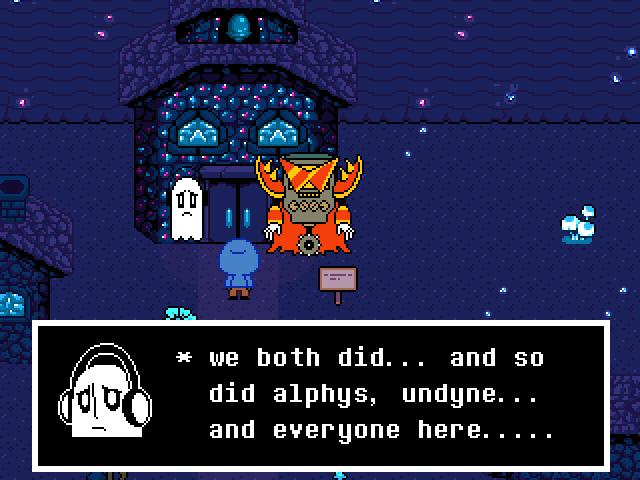 * we both did... and so
did alphys, undyne...
and everyone here.....